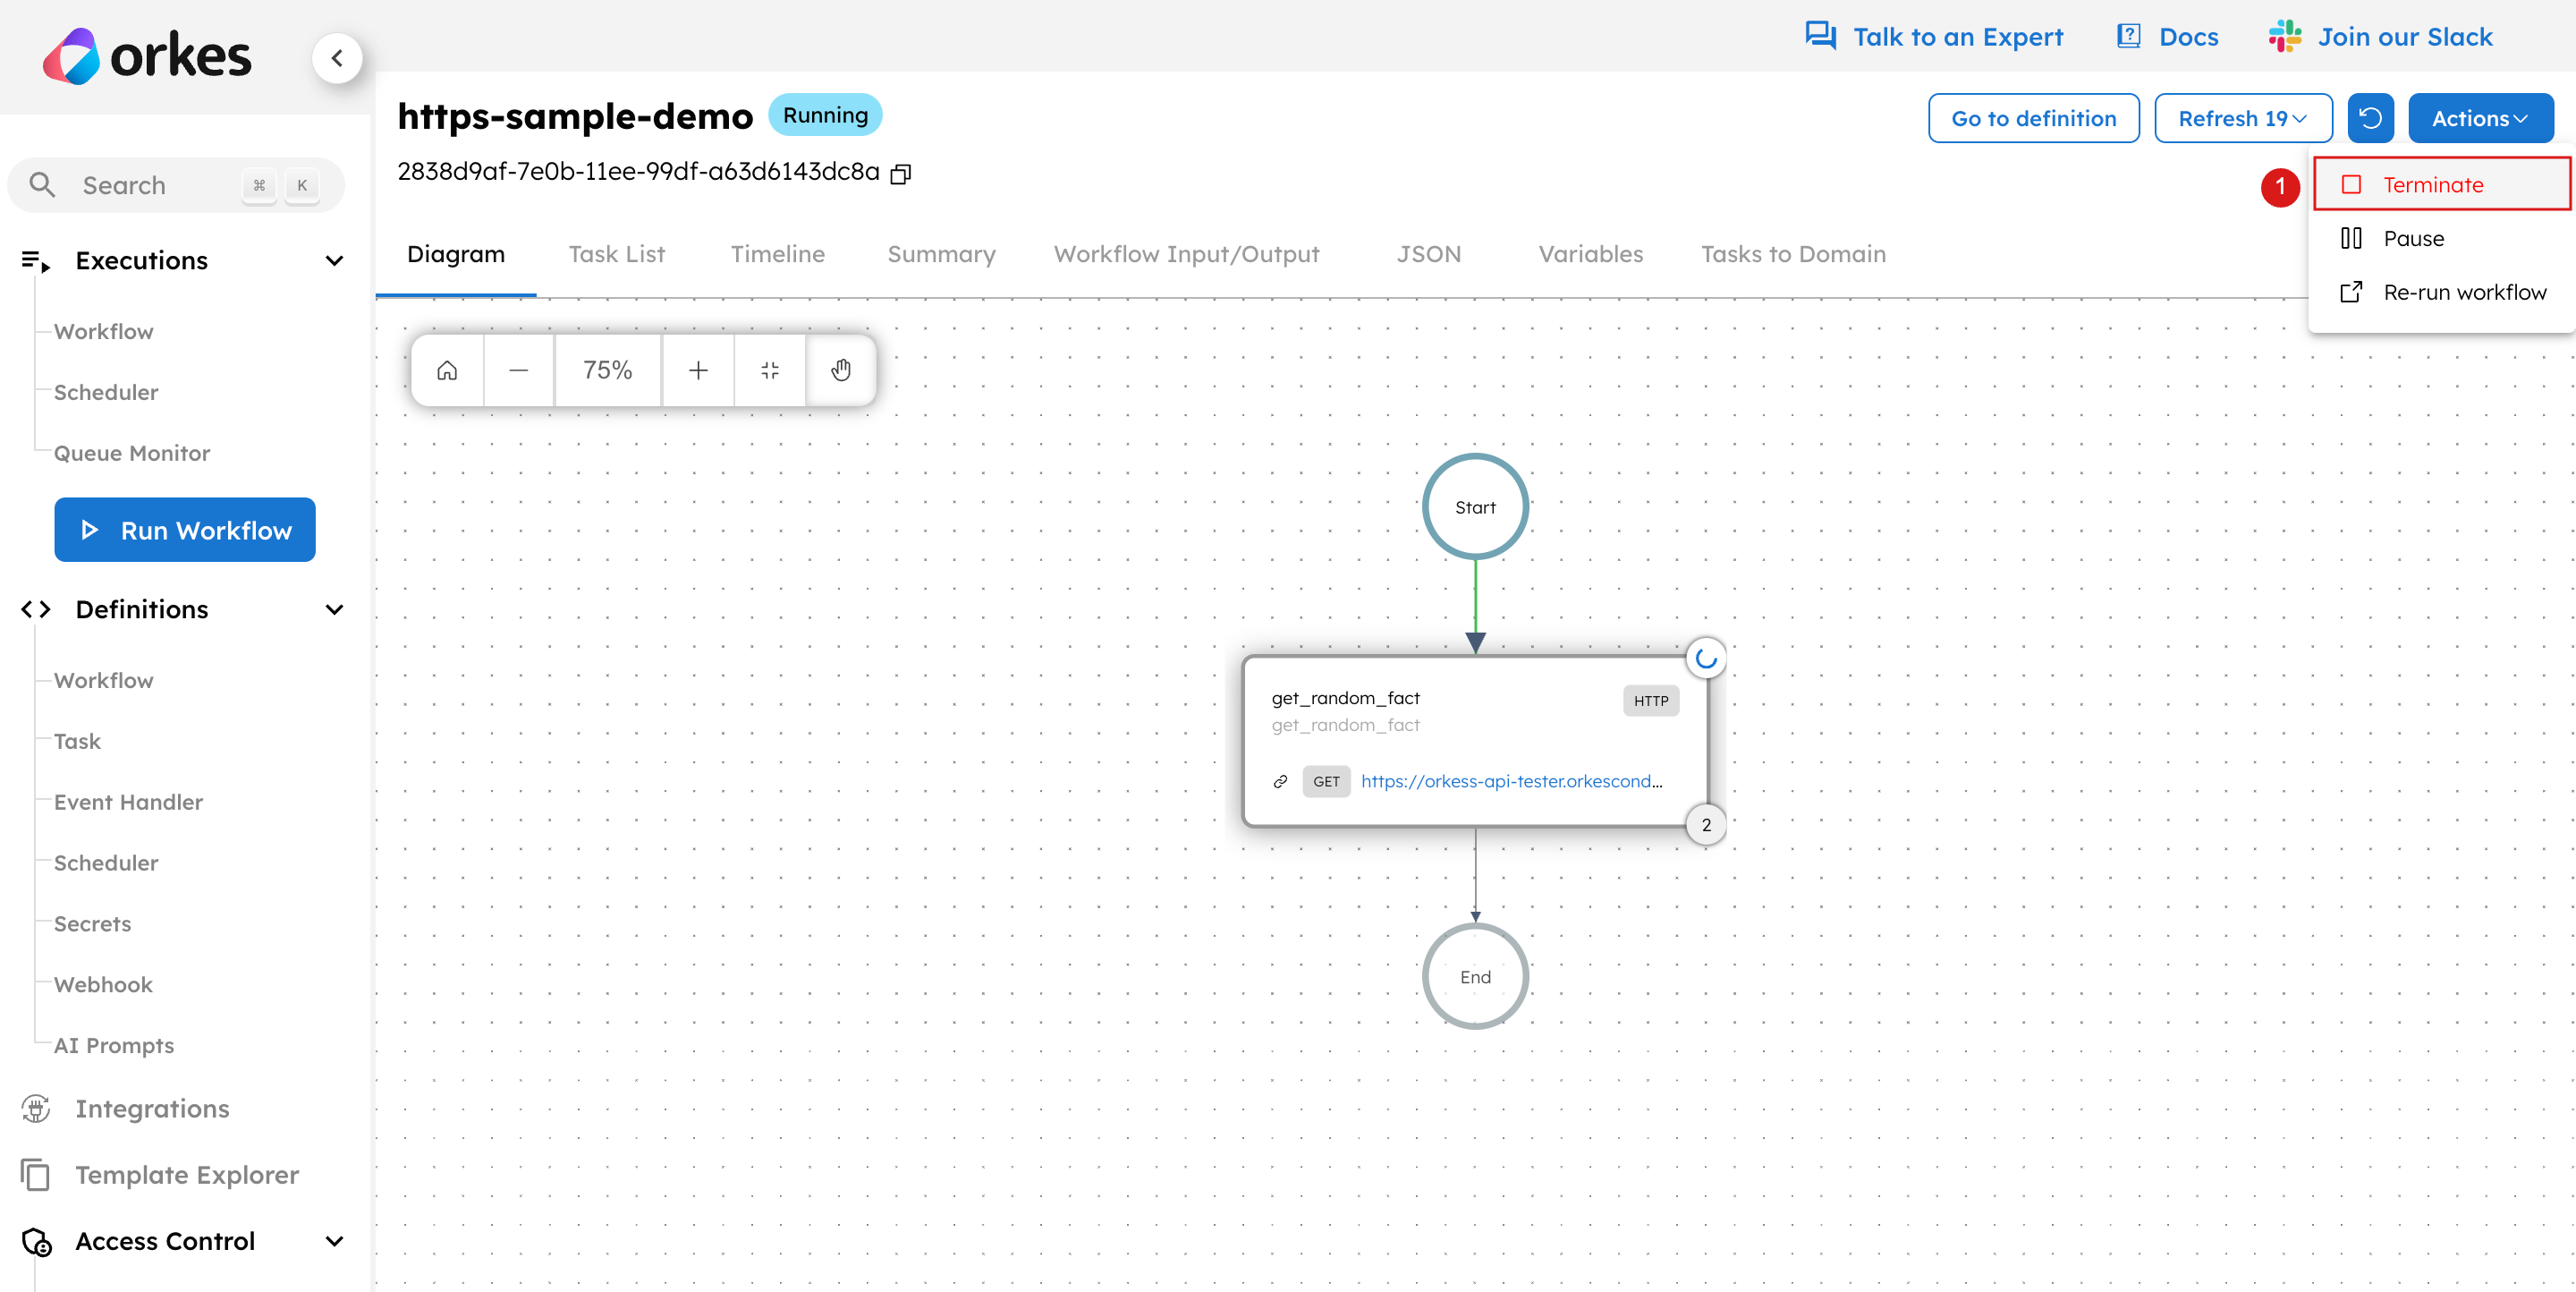 orkes
Talk to an Expert
Docs
Join our Slack
https-sample-demo
Running
Go to definition
Refresh 19
Actions
2838d9af-7e0b-11ee-99df-a63d6143dc8a
1
Terminate
Pause
Re-run workflow
Search
⌘ K
Executions
Workflow
Scheduler
Queue Monitor
Run Workflow
Definitions
Workflow
Task
Event Handler
Scheduler
Secrets
Webhook
AI Prompts
Integrations
Template Explorer
Access Control
Diagram
Task List
Timeline
Summary
Workflow Input/Output
JSON
Variables
Tasks to Domain
75%
Start
get_random_fact
HTTP
get_random_fact
GET https://orkess-api-tester.orkescond...
2
End